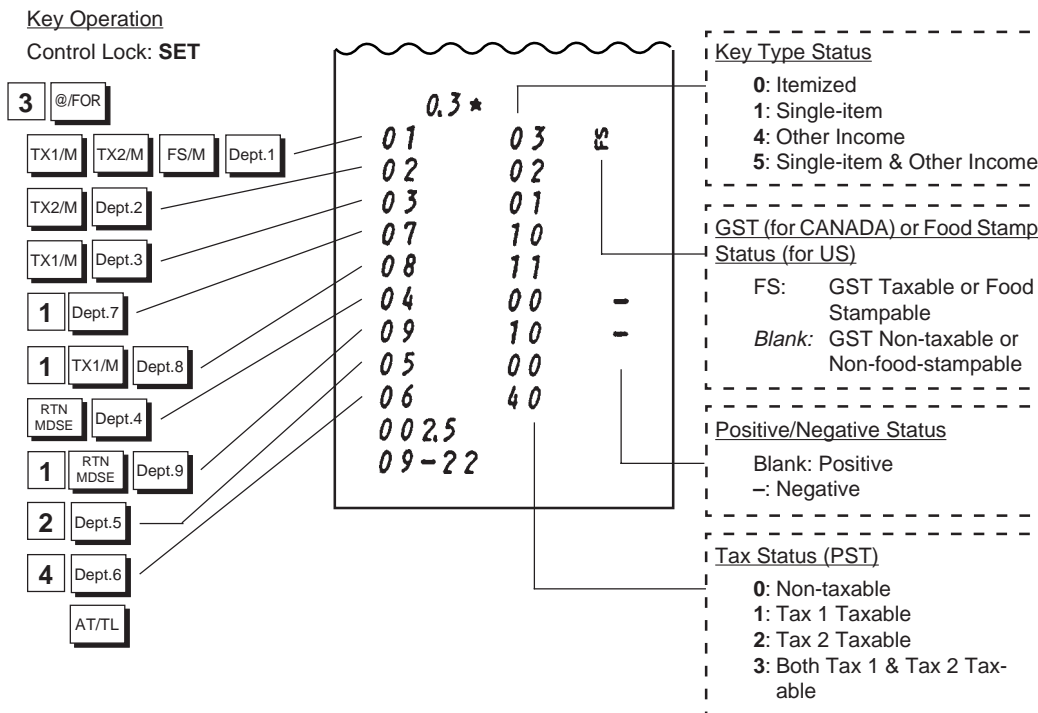 Key Operation
Control Lock: SET
3 @/FOR
TX1/M TX2/M FS/M Dept.1
TX2/M Dept.2
TX1/M Dept.3
1 Dept.7
1 TX1/M Dept.8
RTN MDSE Dept.4
1 RTN MDSE Dept.9
2 Dept.5
4 Dept.6
AT/TL
0.3*
01 03 FS
02 02
03 01
07 10
08 11
04 00 –
09 10 –
05 00
06 40
002.5
09-22
Key Type Status
0: Itemized
1: Single-item
4: Other Income
5: Single-item & Other Income
GST (for CANADA) or Food Stamp
Status (for US)
FS: GST Taxable or Food
Stampable
Blank: GST Non-taxable or
Non-food-stampable
Positive/Negative Status
Blank: Positive
–: Negative
Tax Status (PST)
0: Non-taxable
1: Tax 1 Taxable
2: Tax 2 Taxable
3: Both Tax 1 & Tax 2 Tax-
able